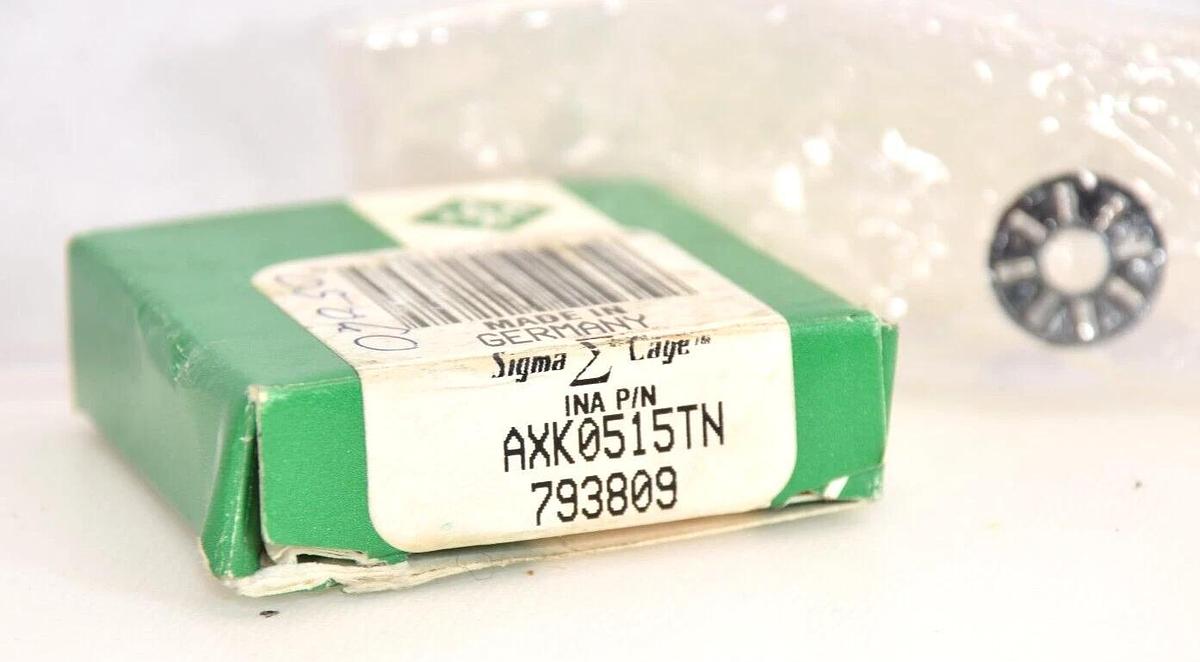 MADE IN
GERMANY
Sigma Σ Cage™
INA P/N
AXK0515TN
793809